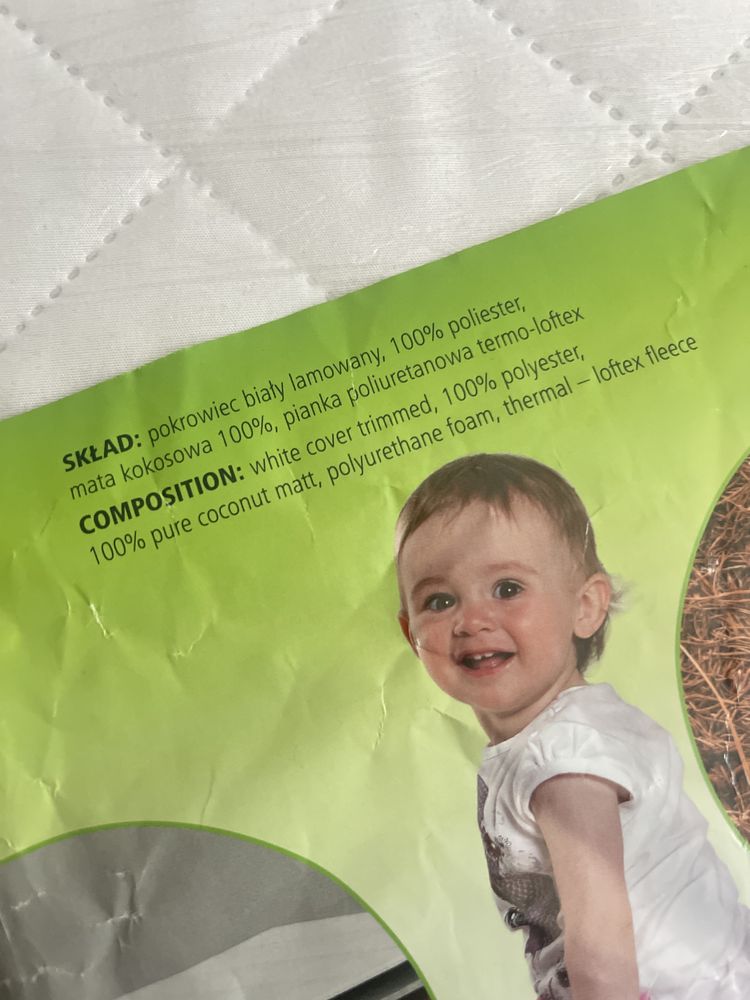 SKŁAD: pokrowiec biały lamowany, 100% poliester,
mata kokosowa 100%, pianka poliuretanowa termo-loftex
COMPOSITION: white cover trimmed, 100% polyester,
100% pure coconut matt, polyurethane foam, thermal – loftex fleece